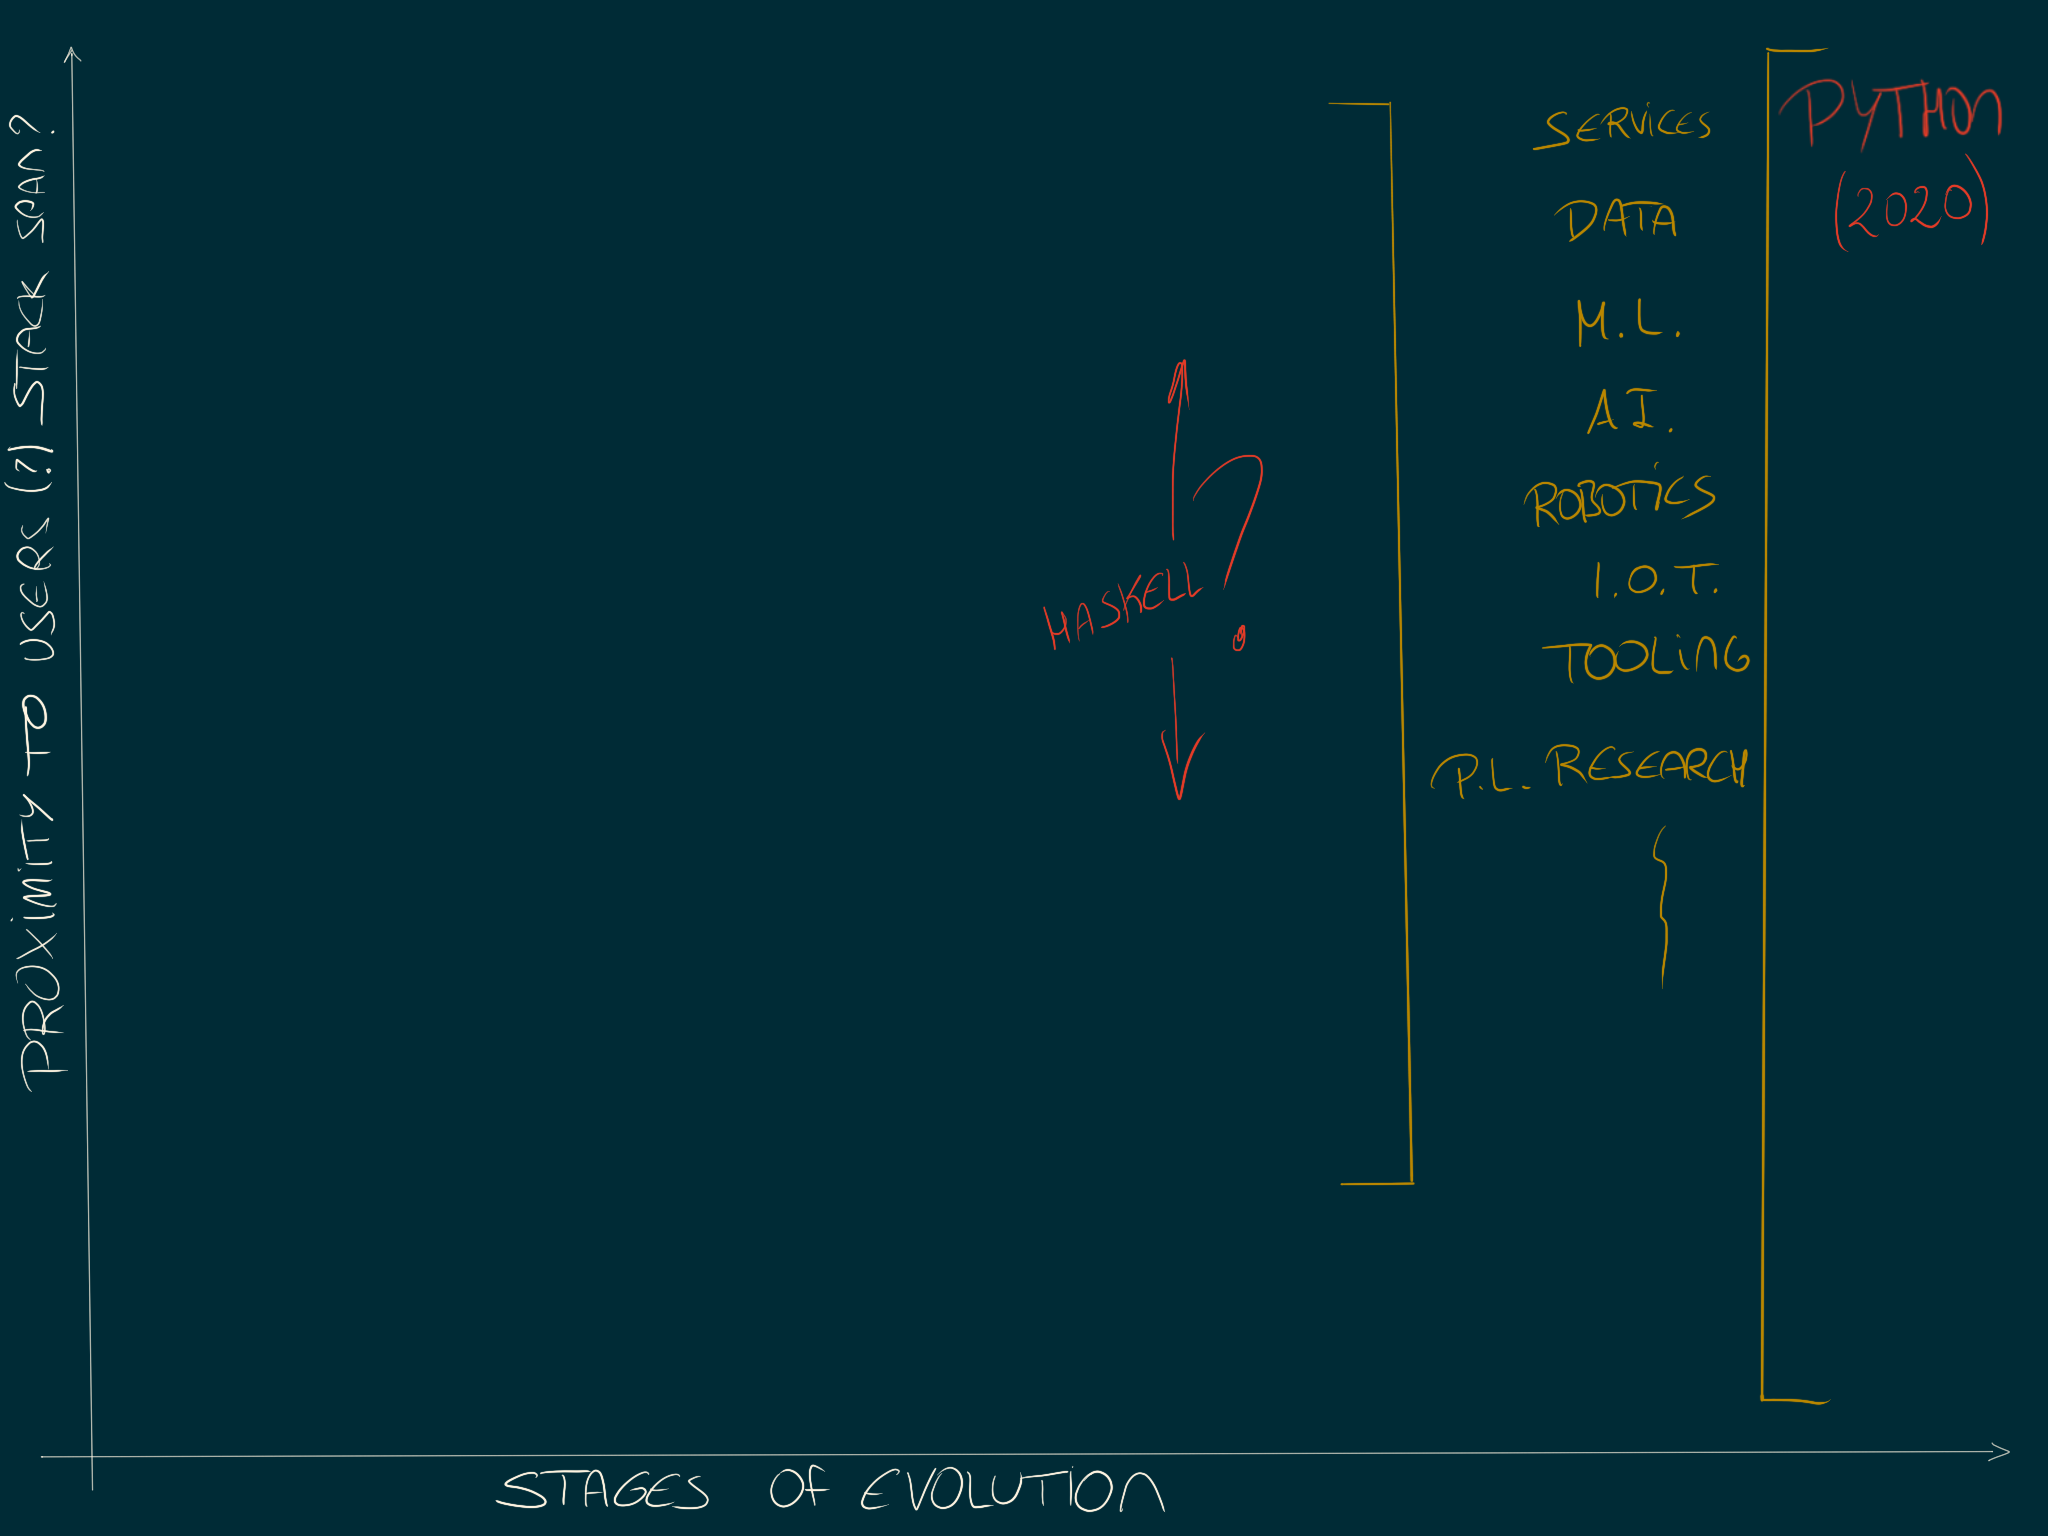 PROXIMITY TO USERS (?) - STACK SPAN?
HASKELL ?
SERVICES
DATA
M.L.
A I.
ROBOTICS
I.O.T.
TOOLING
P.L. RESEARCH
PYTHON
(2020)
STAGES OF EVOLUTION